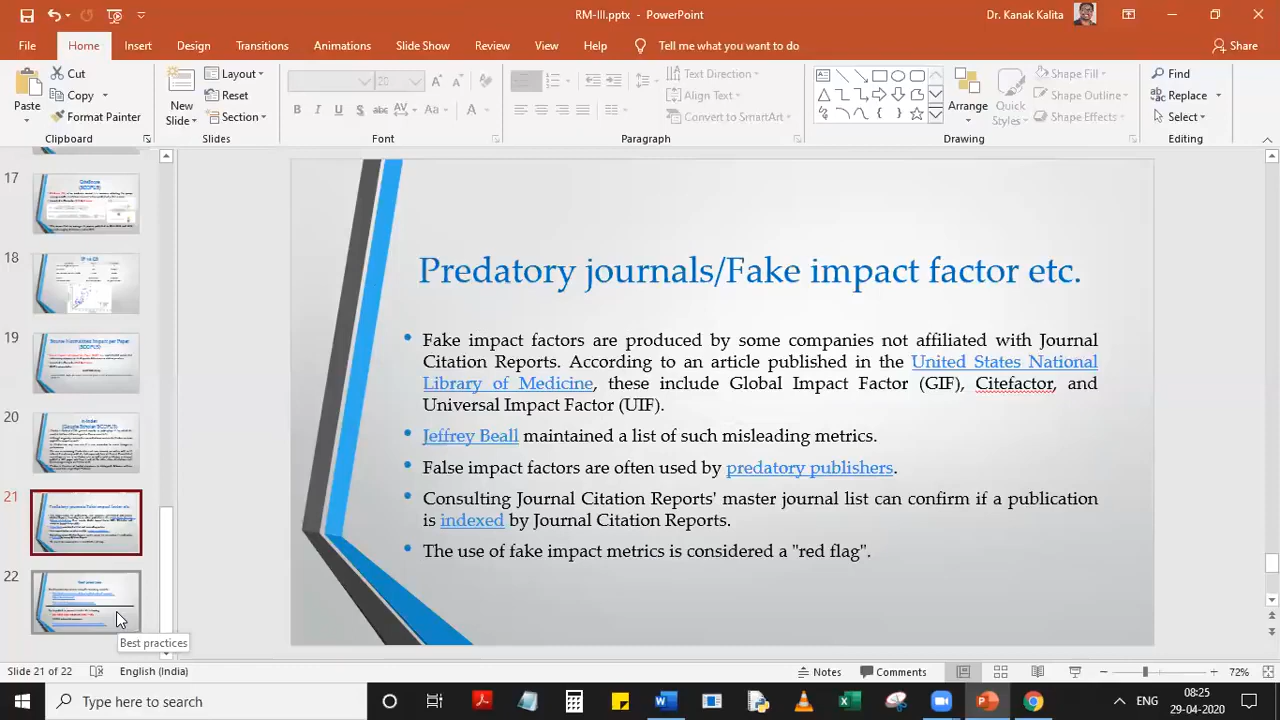 RM-III.pptx - PowerPoint
Dr. Kanak Kalita
File Home Insert Design Transitions Animations Slide Show Review View Help Tell me what you want to do Share
Paste
Cut
Copy
Format Painter
Clipboard
New Slide
Layout
Reset
Section
Slides
20
B I U S abc AV Aa A
Font
Text Direction
Align Text
Convert to SmartArt
Paragraph
Arrange
Quick Styles
Shape Fill
Shape Outline
Shape Effects
Drawing
Find
Replace
Select
Editing
17
18
19
20
21
22
Best practices
Predatory journals/Fake impact factor etc.
• Fake impact factors are produced by some companies not affiliated with Journal
Citation Reports. According to an article published in the United States National
Library of Medicine, these include Global Impact Factor (GIF), Citefactor, and
Universal Impact Factor (UIF).
• Jeffrey Beall maintained a list of such misleading metrics.
• False impact factors are often used by predatory publishers.
• Consulting Journal Citation Reports' master journal list can confirm if a publication
is indexed by Journal Citation Reports.
• The use of fake impact metrics is considered a "red flag".
Slide 21 of 22 English (India) Notes Comments 72%
Type here to search
ENG
08:25
29-04-2020